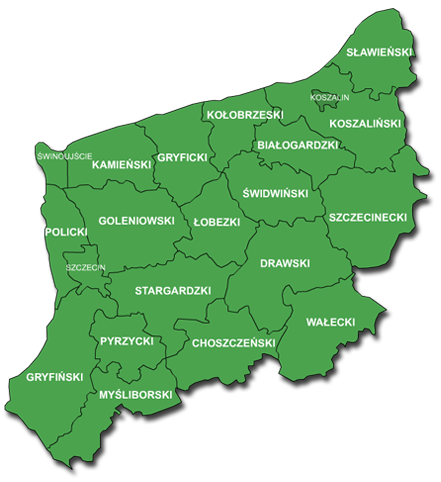 SŁAWIEŃSKI
KOSZALIN
KOŁOBRZESKI
KOSZALIŃSKI
BIAŁOGARDZKI
ŚWINOUJŚCIE
KAMIEŃSKI
GRYFICKI
ŚWIDWIŃSKI
GOLENIOWSKI
ŁOBEZKI
SZCZECINECKI
POLICKI
SZCZECIN
DRAWSKI
STARGARDZKI
WAŁECKI
PYRZYCKI
CHOSZCZEŃSKI
GRYFIŃSKI
MYŚLIBORSKI